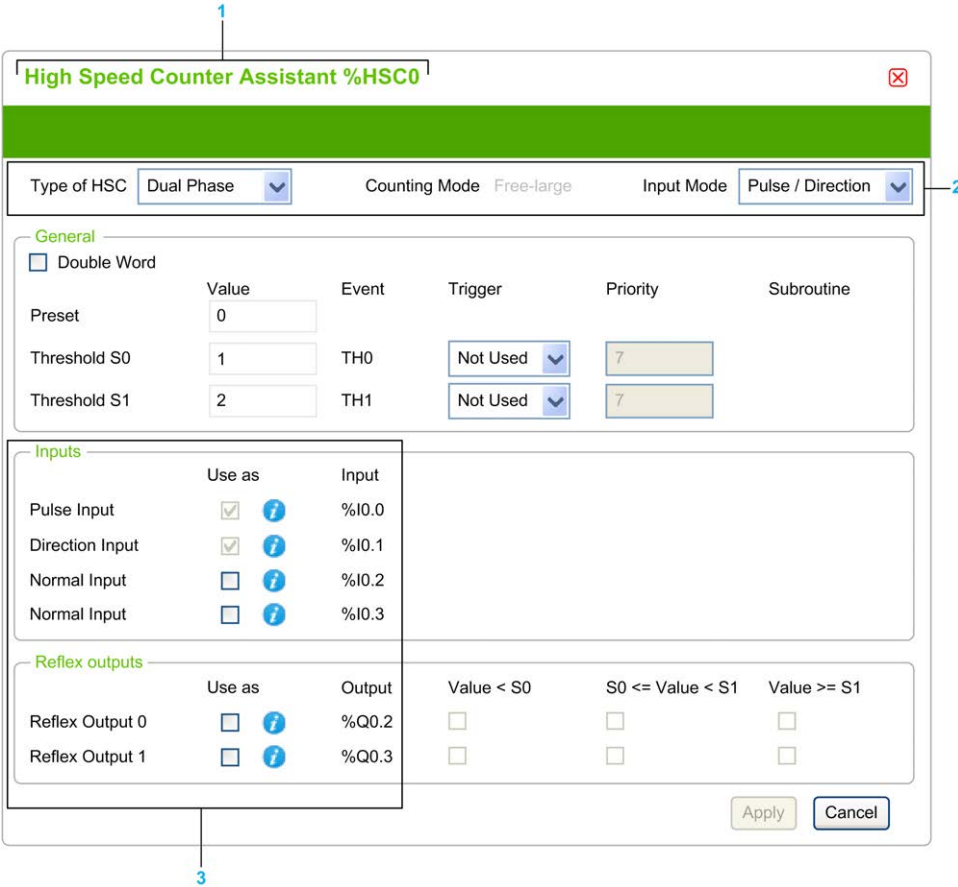 1
High Speed Counter Assistant %HSC0
Type of HSC Dual Phase Counting Mode Free-large Input Mode Pulse / Direction 2
General
Double Word
Value Event Trigger Priority Subroutine
Preset 0
Threshold S0 1 TH0 Not Used 7
Threshold S1 2 TH1 Not Used 7
Inputs
Use as Input
Pulse Input i %I0.0
Direction Input i %I0.1
Normal Input i %I0.2
Normal Input i %I0.3
Reflex outputs
Use as Output Value < S0 S0 <= Value < S1 Value >= S1
Reflex Output 0 i %Q0.2
Reflex Output 1 i %Q0.3
Apply Cancel
3